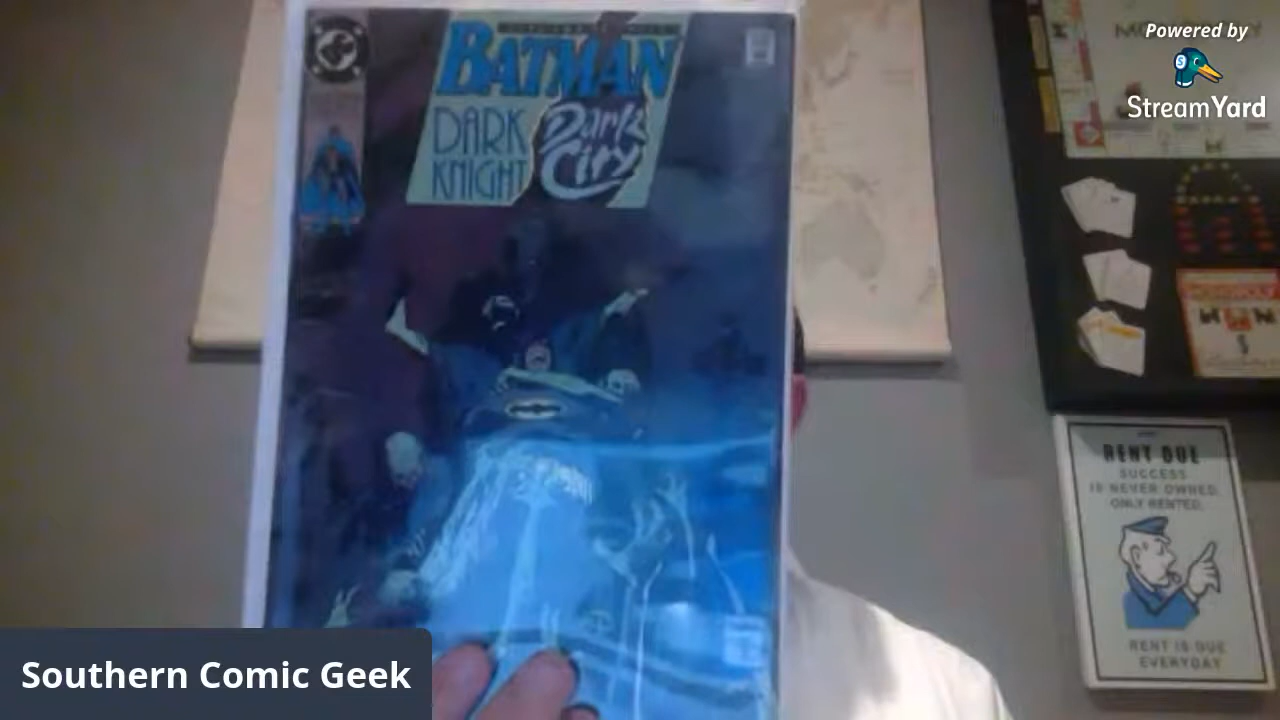 BATMAN
DARK
KNIGHT
Dark
City
Powered by
StreamYard
RENT DUE
SUCCESS
IS NEVER OWNED.
ONLY RENTED.
RENT IS DUE
EVERYDAY
Southern Comic Geek